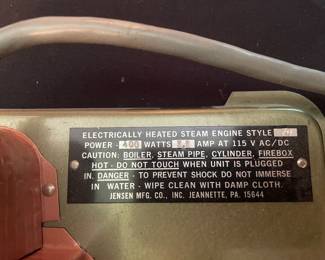 ELECTRICALLY HEATED STEAM ENGINE STYLE
POWER - 400 WATTS AMP AT 115 V AC/DC
CAUTION: BOILER, STEAM PIPE, CYLINDER, FIREBOX
HOT - DO NOT TOUCH WHEN UNIT IS PLUGGED
IN. DANGER - TO PREVENT SHOCK DO NOT IMMERSE
IN WATER - WIPE CLEAN WITH DAMP CLOTH.
JENSEN MFG. CO., INC. JEANNETTE, PA. 15644